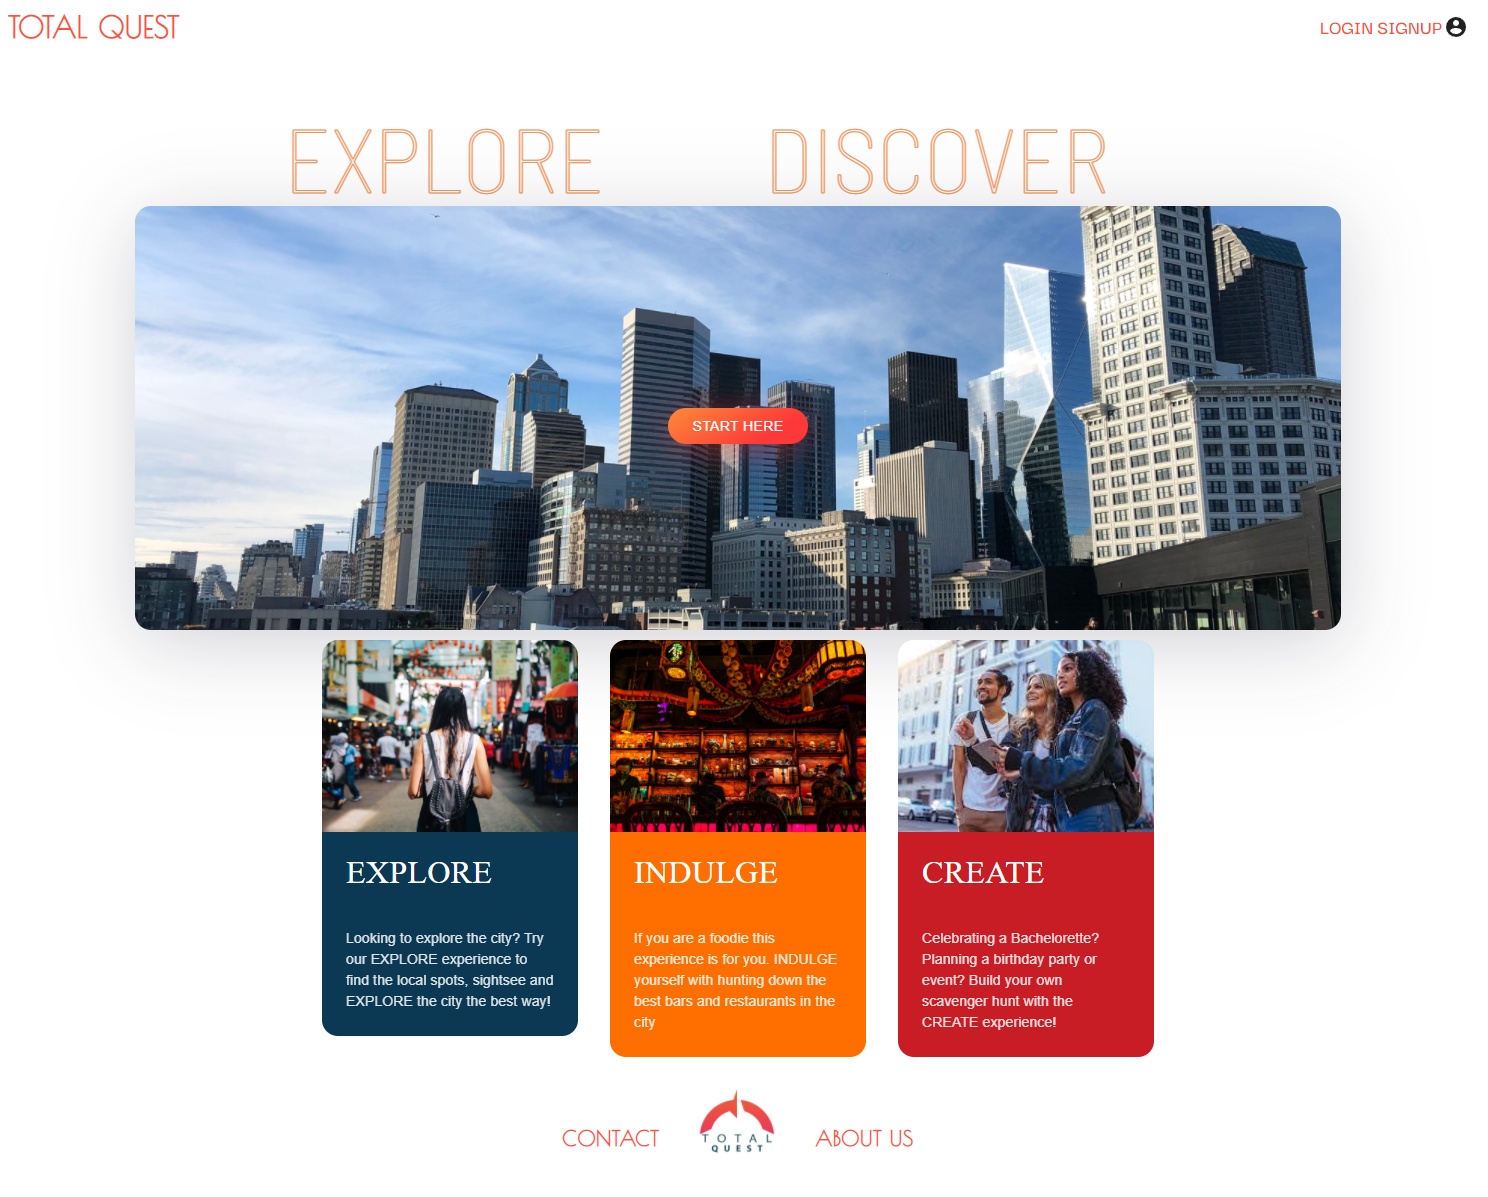 TOTAL QUEST
LOGIN SIGNUP
EXPLORE DISCOVER
START HERE
EXPLORE
Looking to explore the city? Try
our EXPLORE experience to
find the local spots, sightsee and
EXPLORE the city the best way!
INDULGE
If you are a foodie this
experience is for you. INDULGE
yourself with hunting down the
best bars and restaurants in the
city
CREATE
Celebrating a Bachelorette?
Planning a birthday party or
event? Build your own
scavenger hunt with the
CREATE experience!
CONTACT
TOTAL
QUEST
ABOUT US